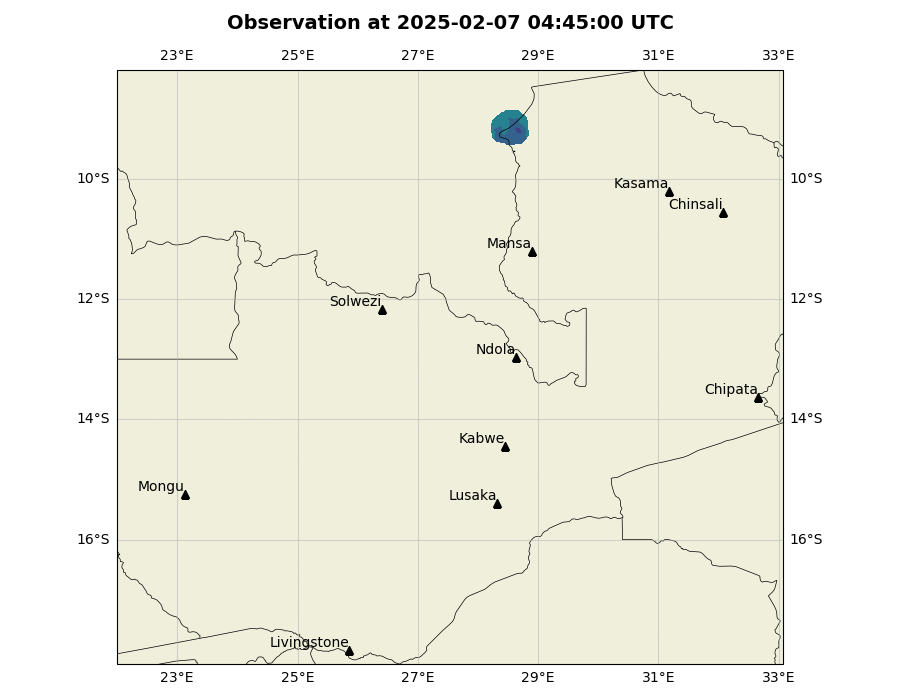 Observation at 2025-02-07 04:45:00 UTC
23°E 25°E 27°E 29°E 31°E 33°E
10°S 10°S
Kasama
Chinsali
Mansa
12°S 12°S
Solwezi
Ndola
Chipata
14°S 14°S
Kabwe
Mongu
Lusaka
16°S 16°S
Livingstone
23°E 25°E 27°E 29°E 31°E 33°E